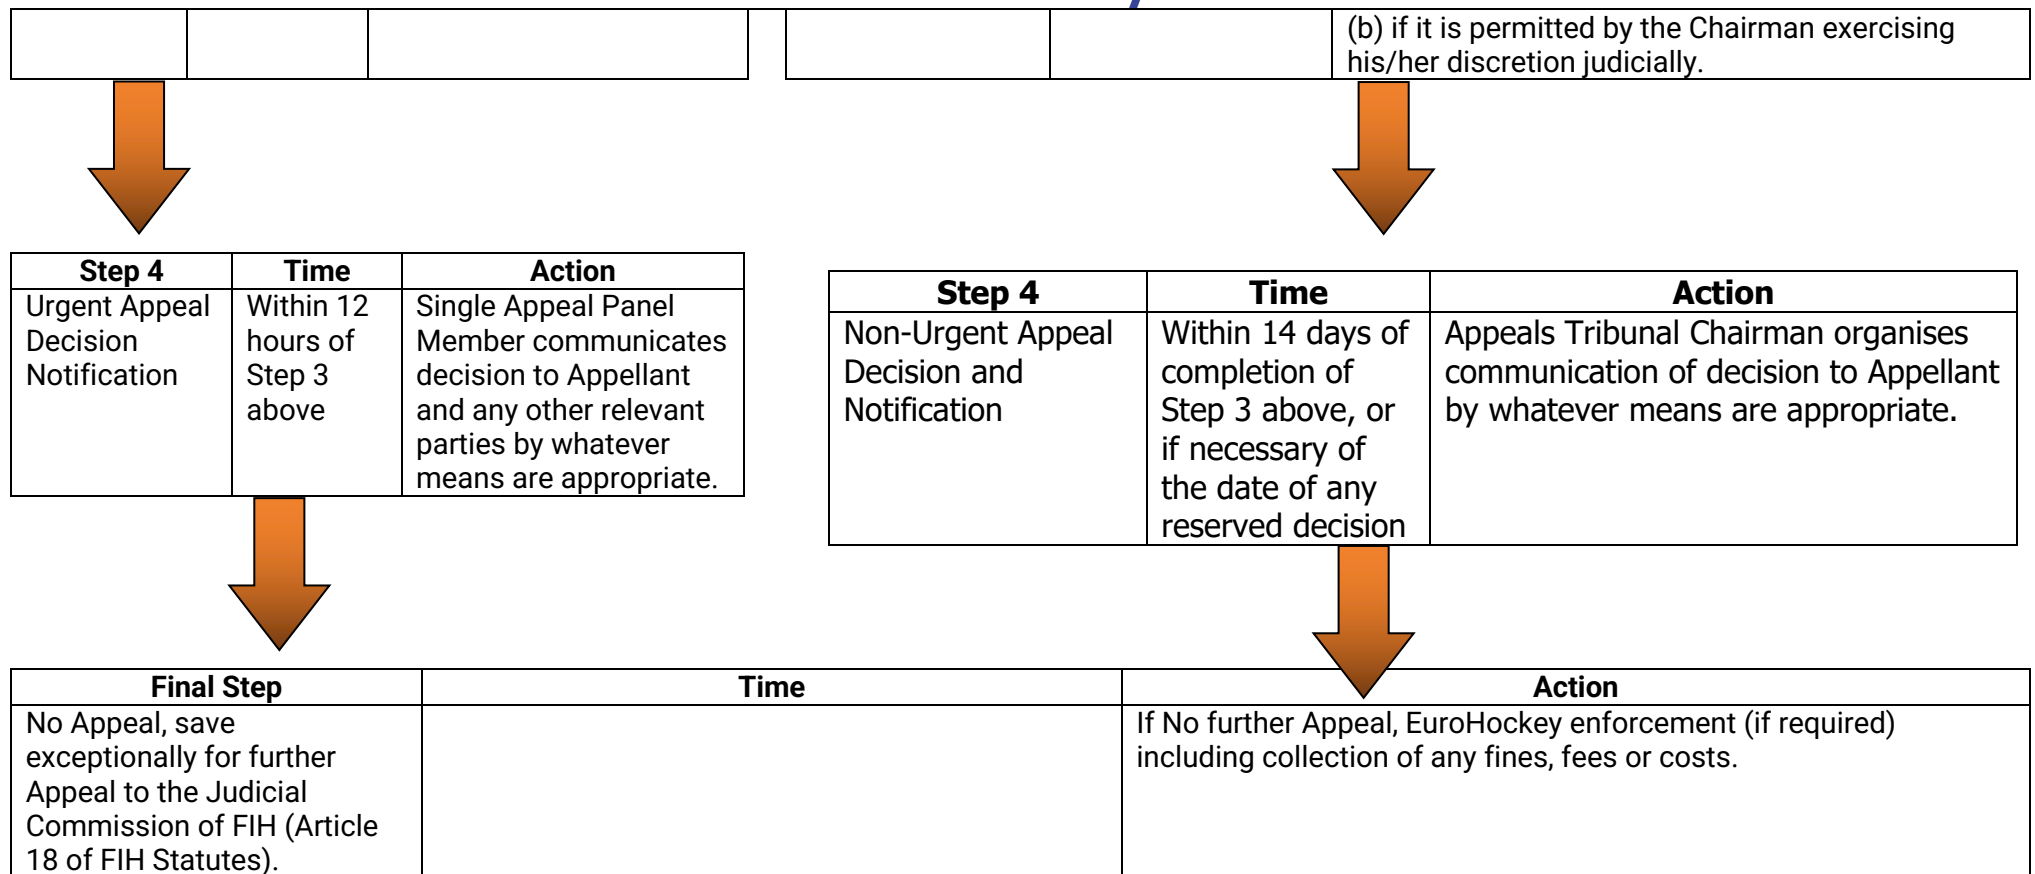 (b) if it is permitted by the Chairman exercising
his/her discretion judicially.
Step 4
Time
Action
Urgent Appeal
Decision
Notification
Within 12
hours of
Step 3
above
Single Appeal Panel
Member communicates
decision to Appellant
and any other relevant
parties by whatever
means are appropriate.
Step 4
Time
Action
Non-Urgent Appeal
Decision and
Notification
Within 14 days of
completion of
Step 3 above, or
if necessary of
the date of any
reserved decision
Appeals Tribunal Chairman organises
communication of decision to Appellant
by whatever means are appropriate.
Final Step
Time
Action
No Appeal, save
exceptionally for further
Appeal to the Judicial
Commission of FIH (Article
18 of FIH Statutes).
If No further Appeal, EuroHockey enforcement (if required)
including collection of any fines, fees or costs.